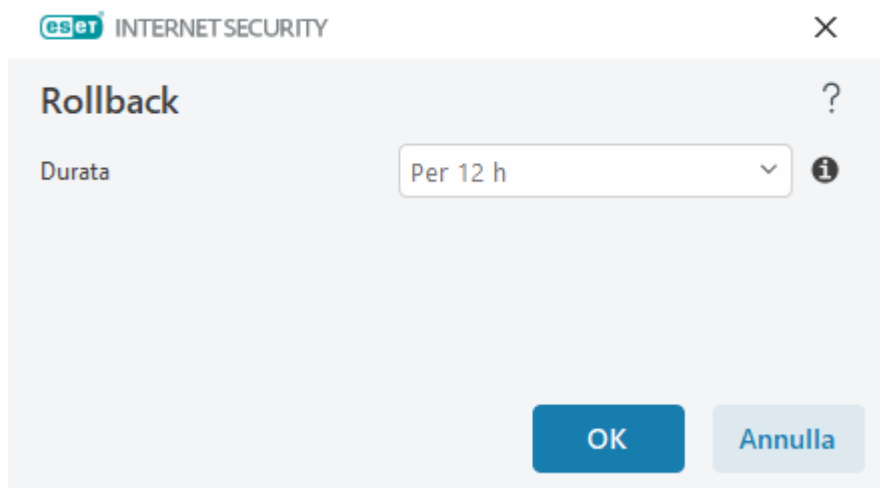 eset INTERNET SECURITY
Rollback
Durata
Per 12 h
OK
Annulla